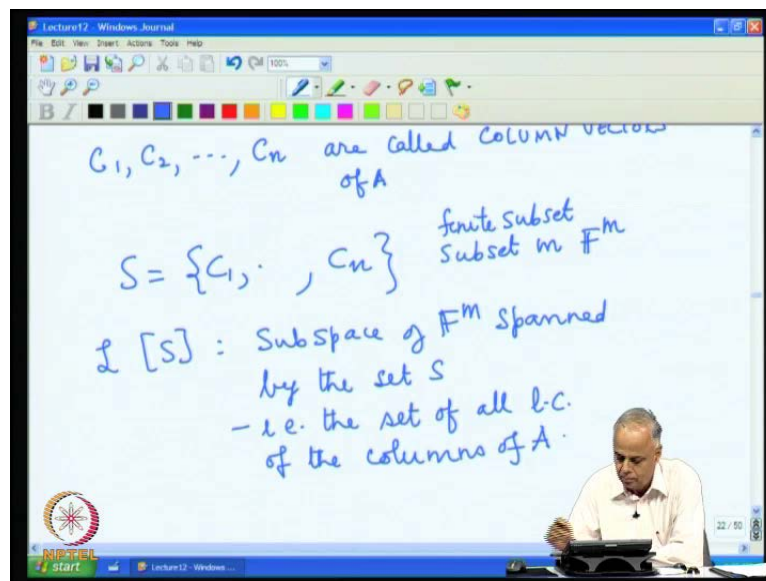 Lecture12 - Windows Journal
File Edit View Insert Actions Tools Help
100%
B I
C1, C2, ..., Cn are called COLUMN VECTORS
of A
S = {C1, · , Cn} finite subset
subset in 𝔽^m
L [S] : Subspace of 𝔽^m spanned
by the set S
- i.e. the set of all l.c.
of the columns of A.
22 / 50
NPTEL
start Lecture12 - Windows ...